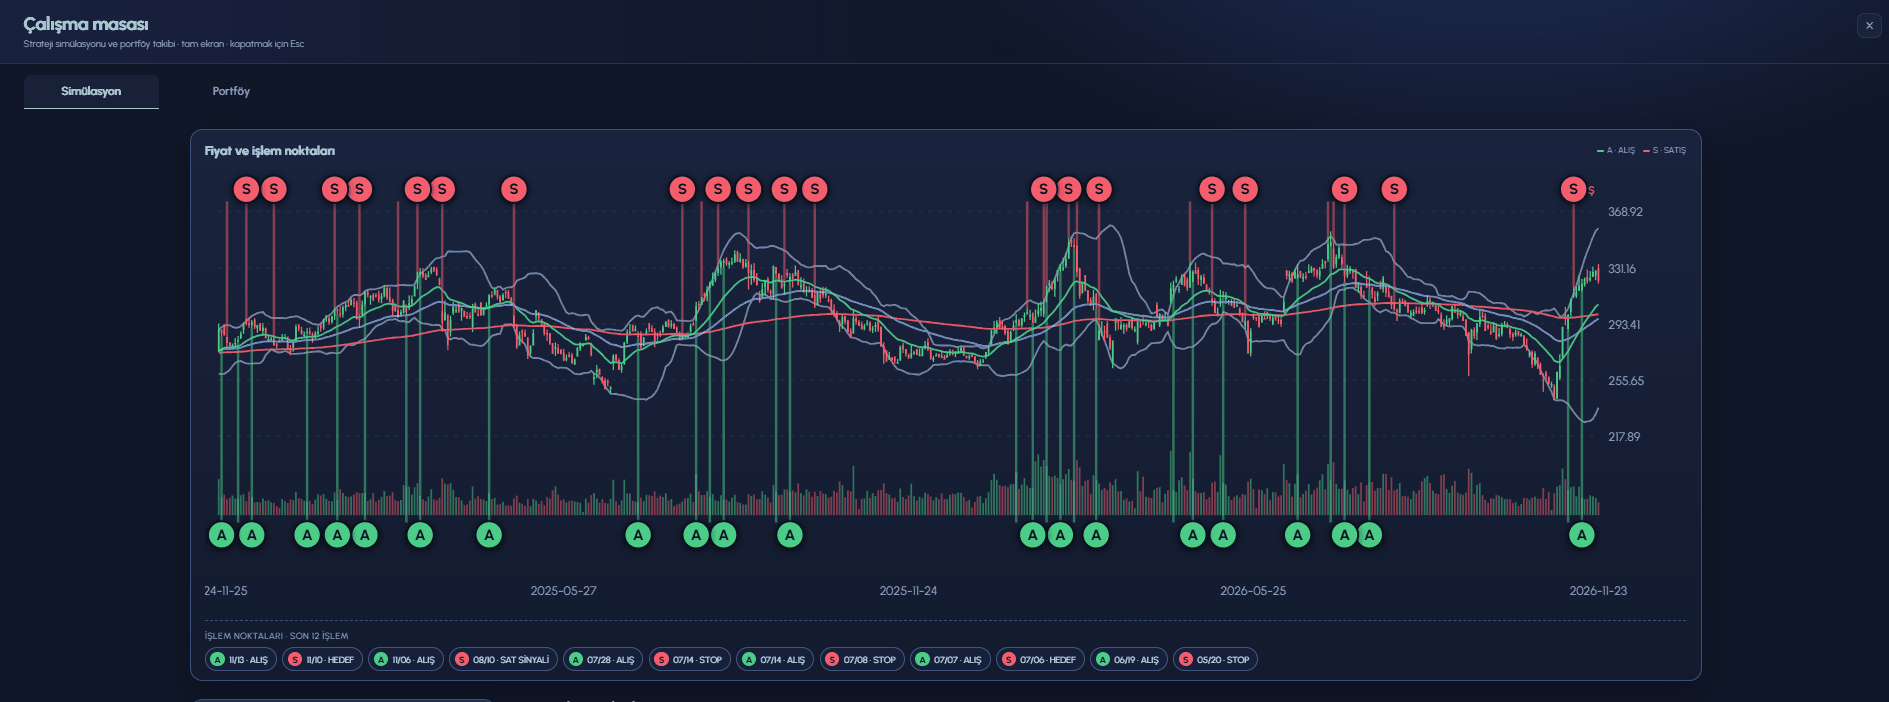 Çalışma masası
Strateji simülasyonu ve portföy takibi · tam ekran · kapatmak için Esc
×
Simülasyon Portföy
Fiyat ve işlem noktaları
A · ALIŞ S · SATIŞ
S S S S S S S S S S S S S S S S S S S S Ş
368.92
331.16
293.41
255.65
217.89
A A A A A A A A A A A A A A A A A A A A
24-11-25 2025-05-27 2025-11-24 2026-05-25 2026-11-23
İŞLEM NOKTALARI · SON 12 İŞLEM
A 11/13 · ALIŞ S 11/10 · HEDEF A 11/06 · ALIŞ S 08/10 · SAT SİNYALİ A 07/28 · ALIŞ S 07/14 · STOP A 07/14 · ALIŞ S 07/08 · STOP A 07/07 · ALIŞ S 07/06 · HEDEF A 06/19 · ALIŞ S 05/20 · STOP